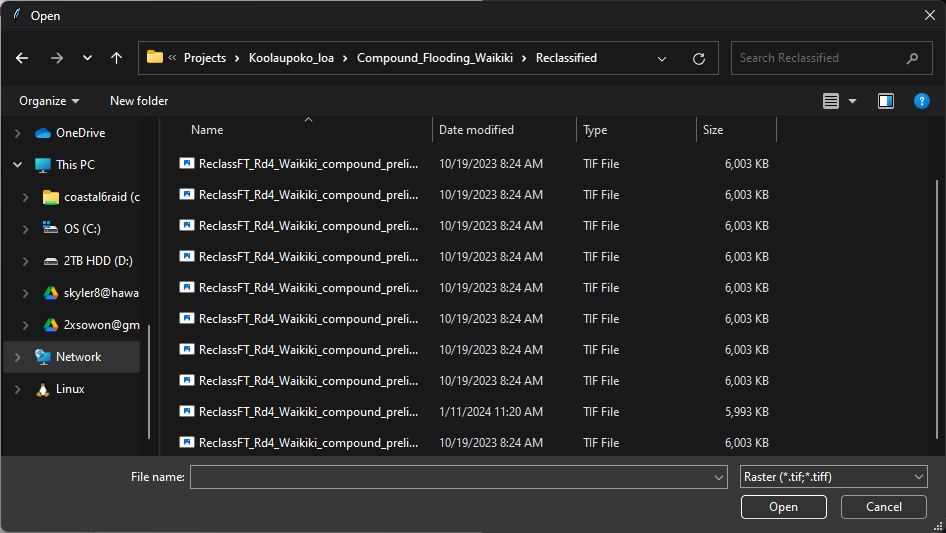 Open
Projects > Koolaupoko_loa > Compound_Flooding_Waikiki > Reclassified
Search Reclassified
Organize New folder
Name Date modified Type Size
OneDrive
This PC
coastal6raid (c
OS (C:)
2TB HDD (D:)
skyler8@hawa
2xsowon@gm
Network
Linux
ReclassFT_Rd4_Waikiki_compound_preli... 10/19/2023 8:24 AM TIF File 6,003 KB
ReclassFT_Rd4_Waikiki_compound_preli... 10/19/2023 8:24 AM TIF File 6,003 KB
ReclassFT_Rd4_Waikiki_compound_preli... 10/19/2023 8:24 AM TIF File 6,003 KB
ReclassFT_Rd4_Waikiki_compound_preli... 10/19/2023 8:24 AM TIF File 6,003 KB
ReclassFT_Rd4_Waikiki_compound_preli... 10/19/2023 8:24 AM TIF File 6,003 KB
ReclassFT_Rd4_Waikiki_compound_preli... 10/19/2023 8:24 AM TIF File 6,003 KB
ReclassFT_Rd4_Waikiki_compound_preli... 10/19/2023 8:24 AM TIF File 6,003 KB
ReclassFT_Rd4_Waikiki_compound_preli... 10/19/2023 8:24 AM TIF File 6,003 KB
ReclassFT_Rd4_Waikiki_compound_preli... 1/11/2024 11:20 AM TIF File 5,993 KB
ReclassFT_Rd4_Waikiki_compound_preli... 10/19/2023 8:24 AM TIF File 6,003 KB
File name: Raster (*.tif;*.tiff)
Open Cancel